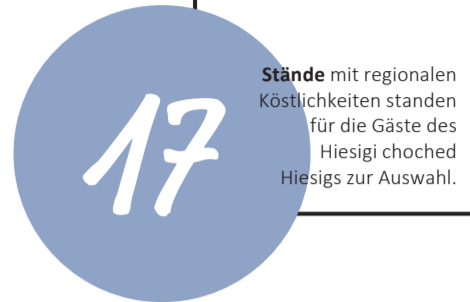 17
Stände mit regionalen
Köstlichkeiten standen
für die Gäste des
Hiesigi choched
Hiesigs zur Auswahl.